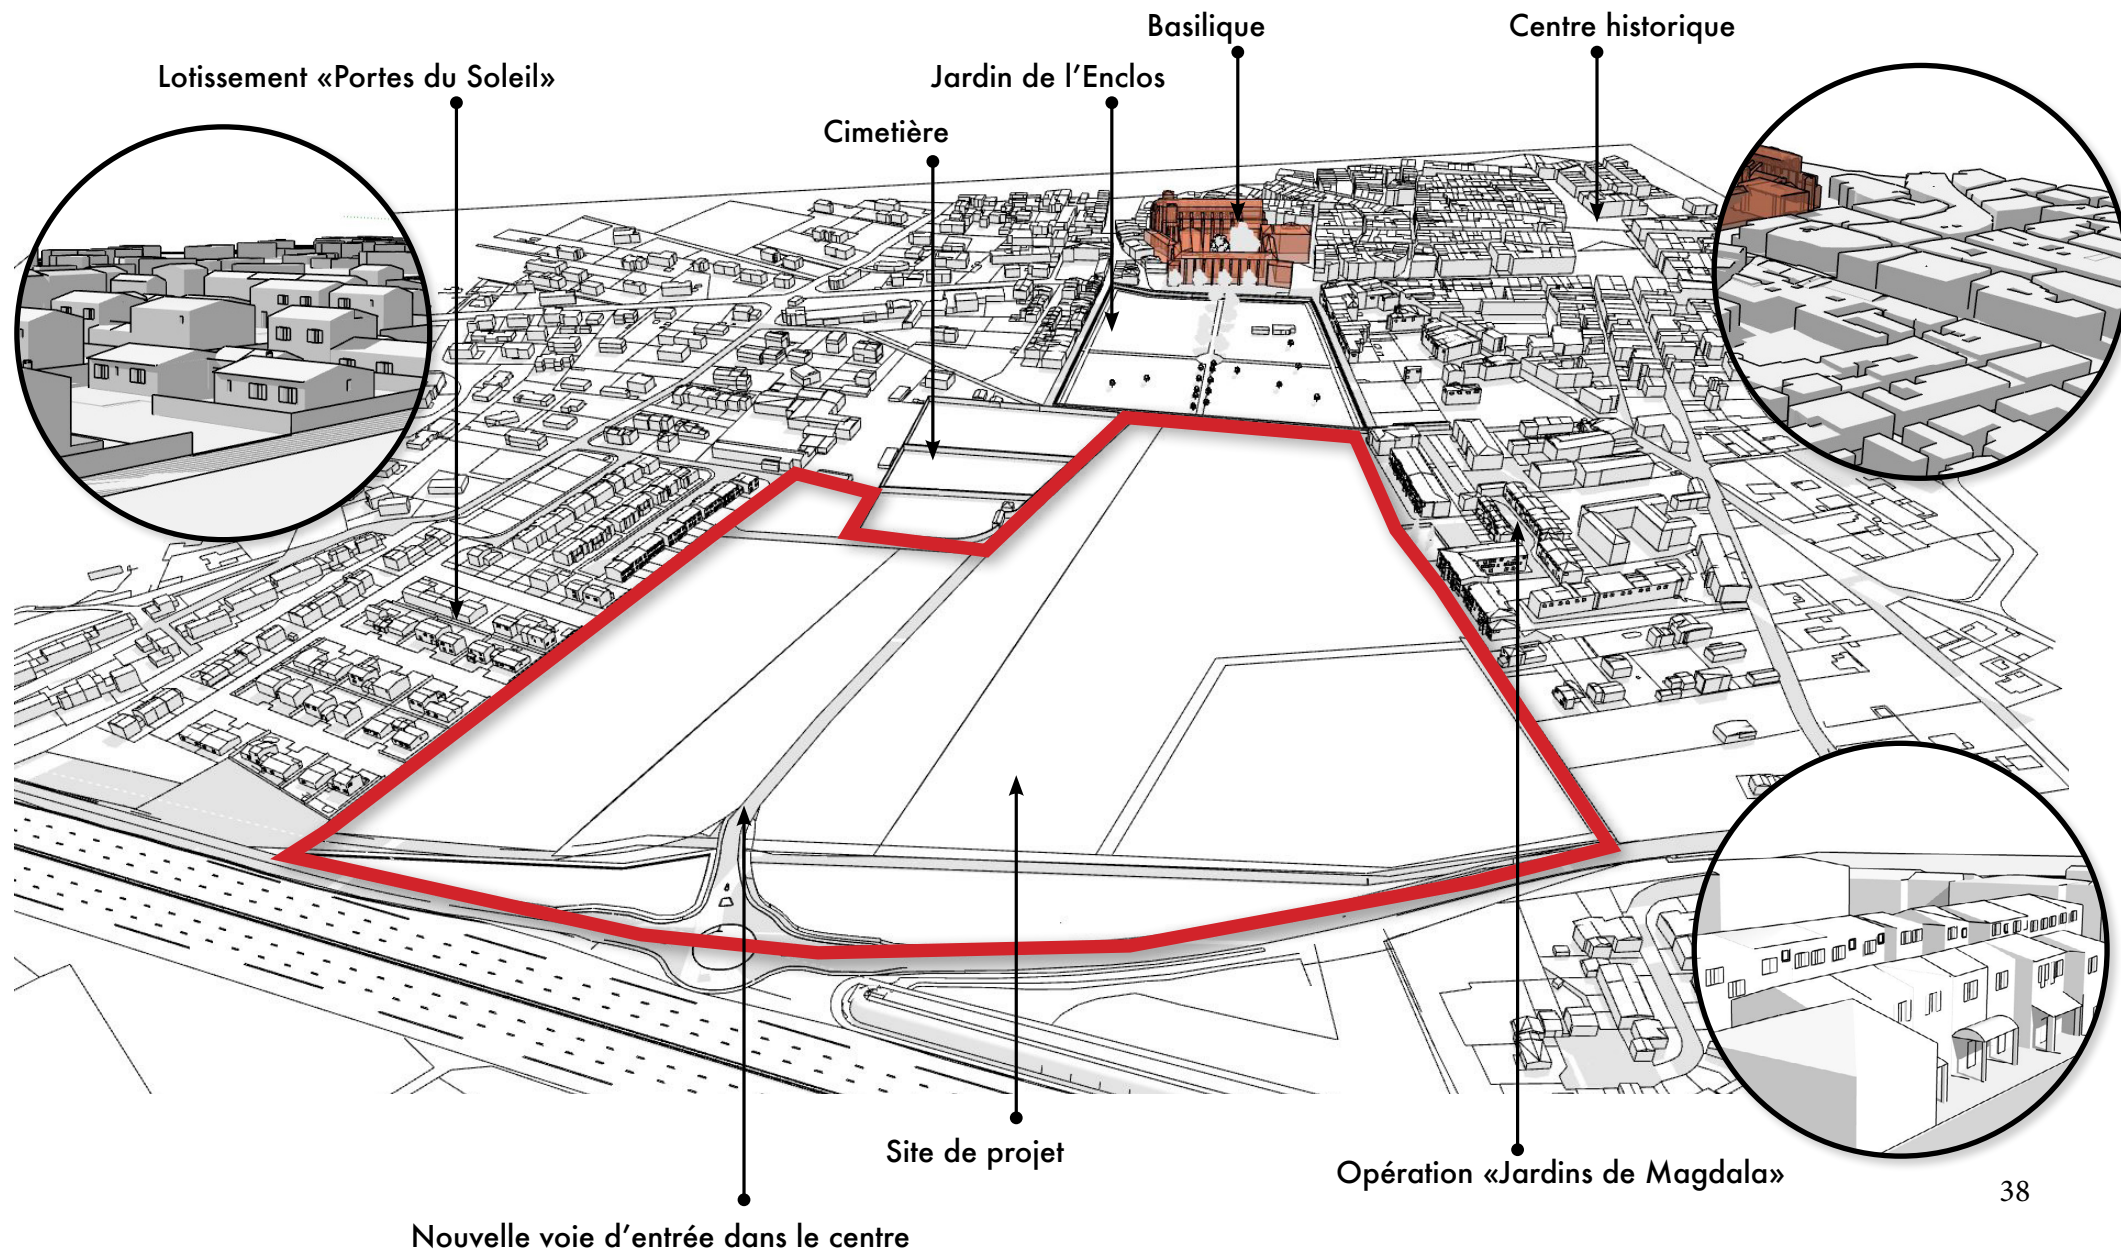 Basilique
Centre historique
Lotissement «Portes du Soleil»
Jardin de l’Enclos
Cimetière
Site de projet
Opération «Jardins de Magdala»
38
Nouvelle voie d’entrée dans le centre